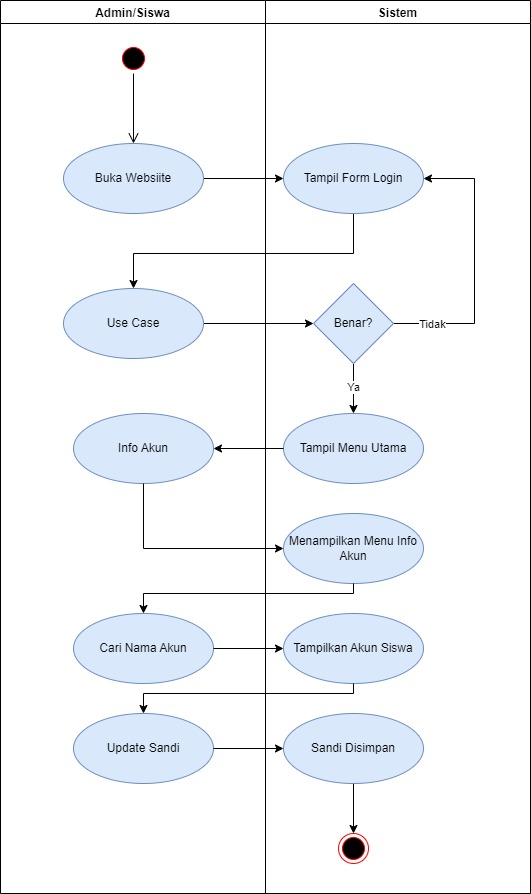 Admin/Siswa
Sistem
Buka Websiite
Tampil Form Login
Use Case
Benar?
Tidak
Ya
Info Akun
Tampil Menu Utama
Menampilkan Menu Info
Akun
Cari Nama Akun
Tampilkan Akun Siswa
Update Sandi
Sandi Disimpan